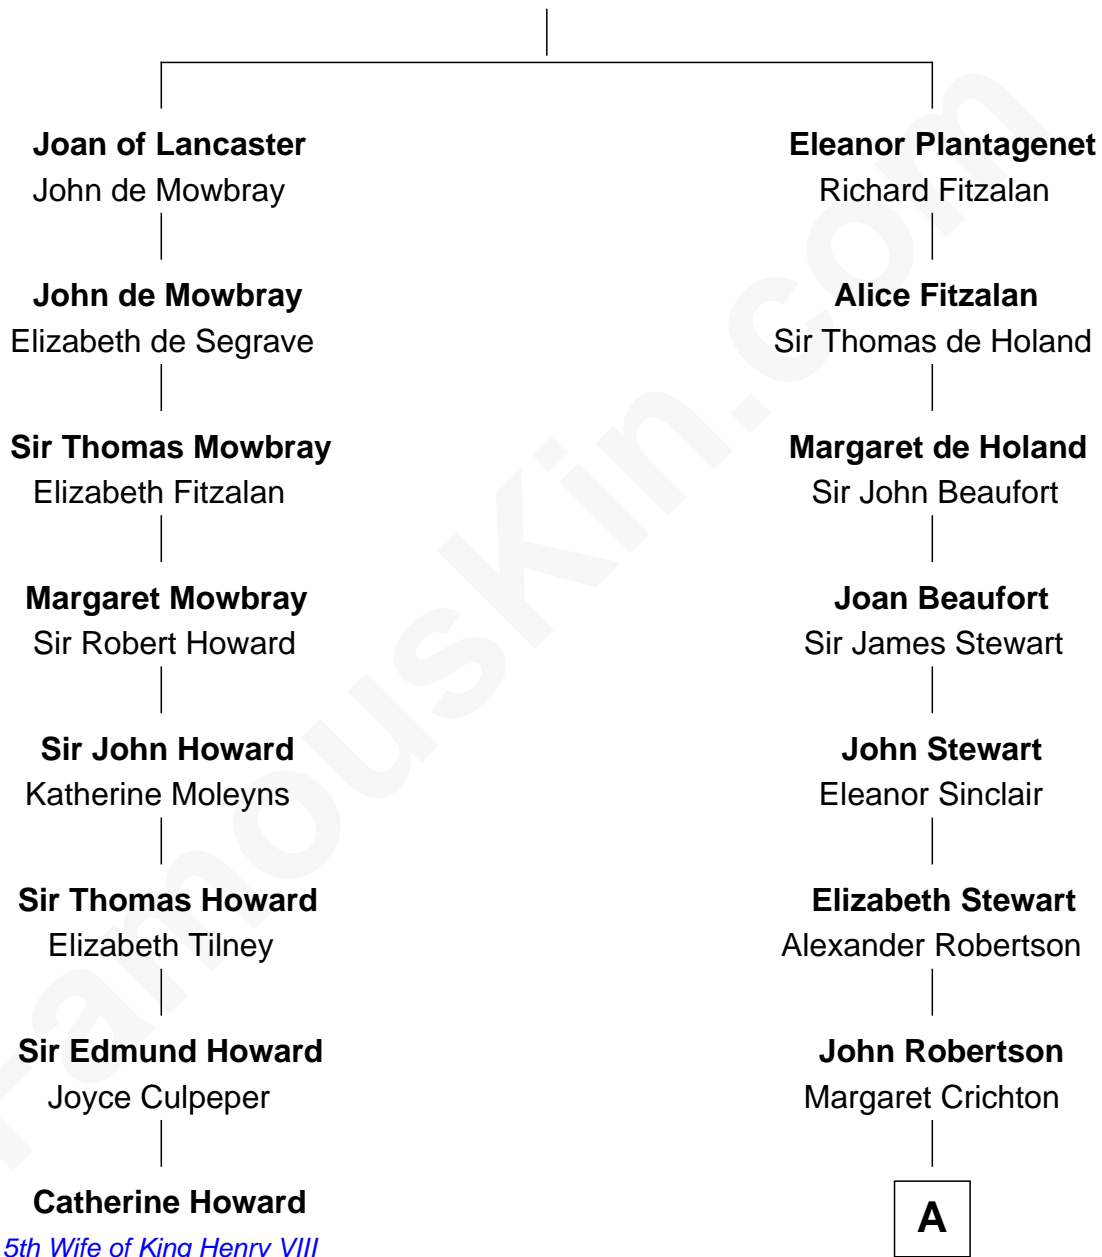 Joan of Lancaster
John de Mowbray
John de Mowbray
Elizabeth de Segrave
Sir Thomas Mowbray
Elizabeth Fitzalan
Margaret Mowbray
Sir Robert Howard
Sir John Howard
Katherine Moleyns
Sir Thomas Howard
Elizabeth Tilney
Sir Edmund Howard
Joyce Culpeper
Catherine Howard
5th Wife of King Henry VIII
Eleanor Plantagenet
Richard Fitzalan
Alice Fitzalan
Sir Thomas de Holand
Margaret de Holand
Sir John Beaufort
Joan Beaufort
Sir James Stewart
John Stewart
Eleanor Sinclair
Elizabeth Stewart
Alexander Robertson
John Robertson
Margaret Crichton
A
FamousKin.com